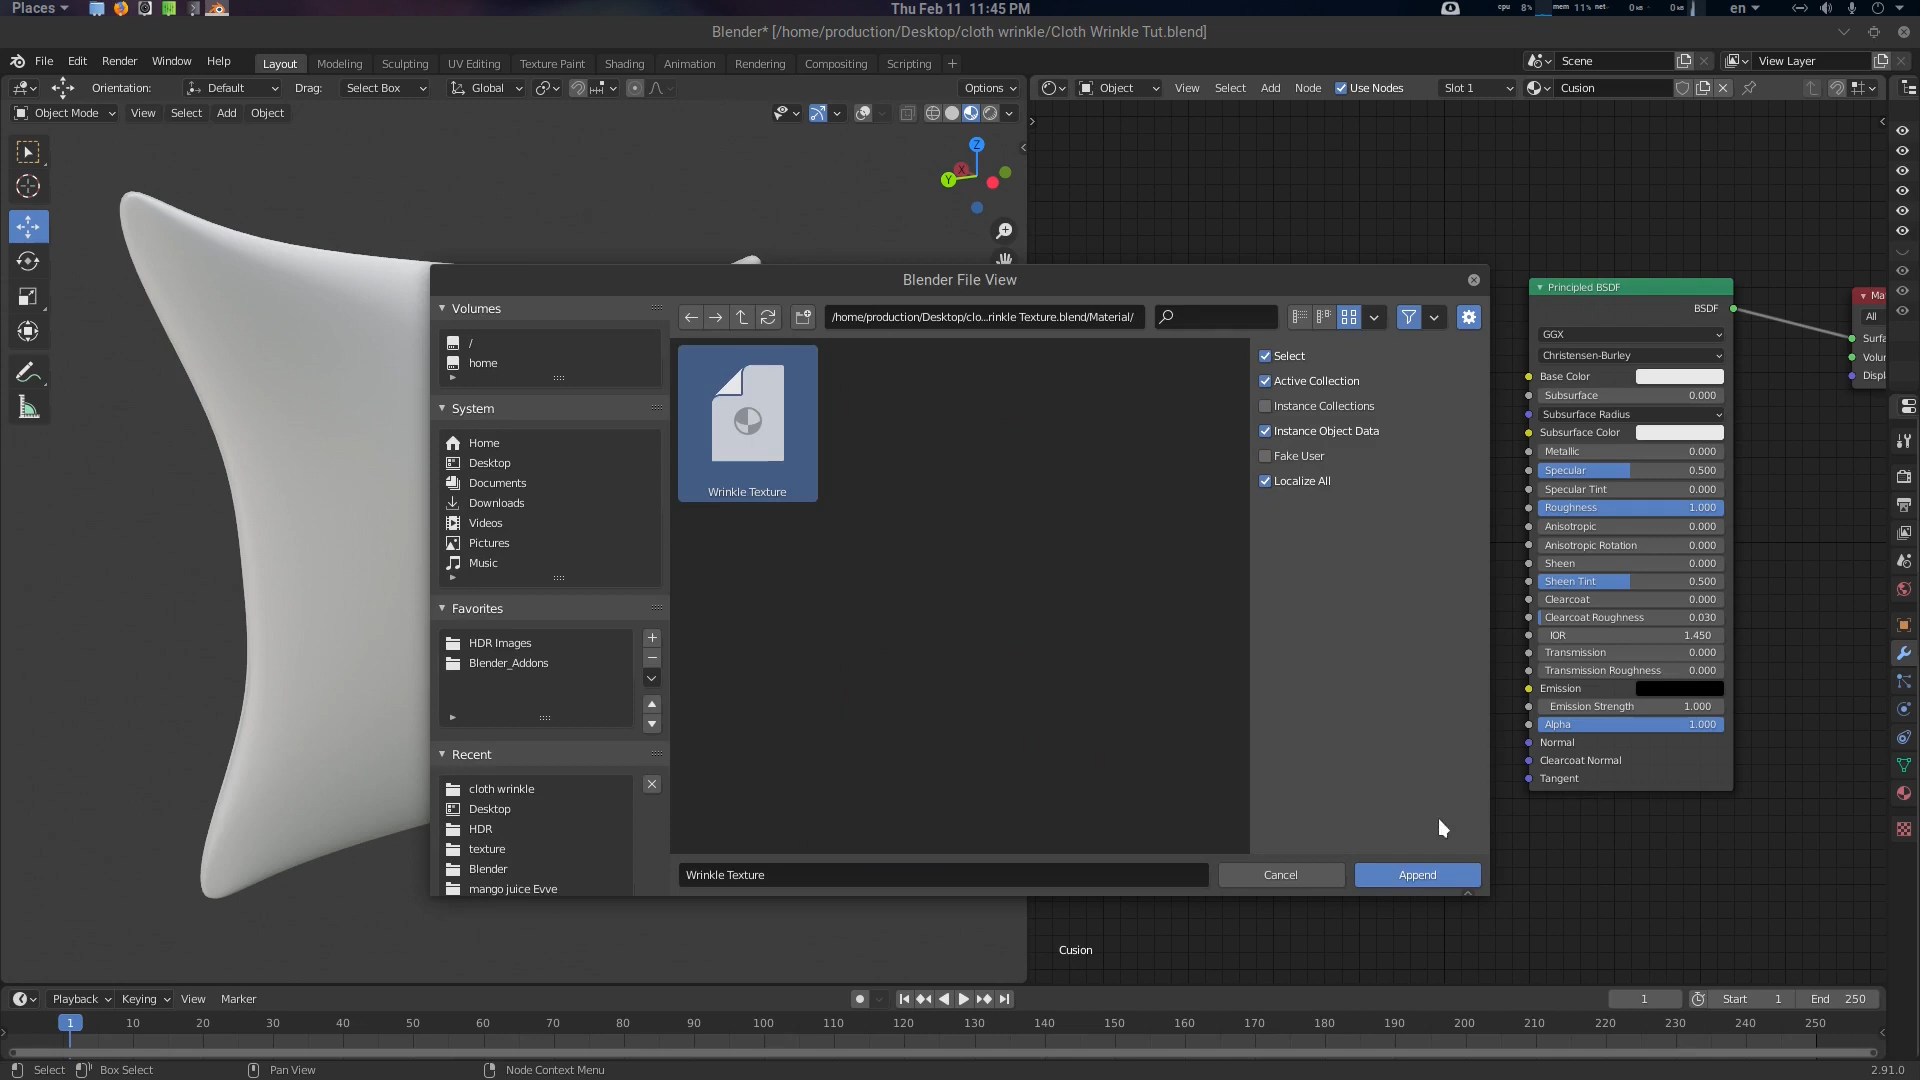 Places
Thu Feb 11  11:45 PM
cpu 8% mem 11% net 0kB 0kB
en
Blender* [/home/production/Desktop/cloth wrinkle/Cloth Wrinkle Tut.blend]
File Edit Render Window Help
Layout Modeling Sculpting UV Editing Texture Paint Shading Animation Rendering Compositing Scripting +
Scene
View Layer
Orientation: Default Drag: Select Box Global Options
Object View Select Add Node Use Nodes Slot 1 Cusion
Object Mode View Select Add Object
Z
X
Y
Blender File View
Volumes
/
home
System
Home
Desktop
Documents
Downloads
Videos
Pictures
Music
Favorites
HDR Images
Blender_Addons
Recent
cloth wrinkle
Desktop
HDR
texture
Blender
mango juice Evve
/home/production/Desktop/clo...rinkle Texture.blend/Material/
Wrinkle Texture
Select
Active Collection
Instance Collections
Instance Object Data
Fake User
Localize All
Wrinkle Texture
Cancel
Append
Principled BSDF
BSDF
GGX
Christensen-Burley
Base Color
Subsurface 0.000
Subsurface Radius
Subsurface Color
Metallic 0.000
Specular 0.500
Specular Tint 0.000
Roughness 1.000
Anisotropic 0.000
Anisotropic Rotation 0.000
Sheen 0.000
Sheen Tint 0.500
Clearcoat 0.000
Clearcoat Roughness 0.030
IOR 1.450
Transmission 0.000
Transmission Roughness 0.000
Emission
Emission Strength 1.000
Alpha 1.000
Normal
Clearcoat Normal
Tangent
Mat
All
Surfa
Volur
Displ
Cusion
Playback Keying View Marker
1 Start 1 End 250
1 10 20 30 40 50 60 70 80 90 100 110 120 130 140 150 160 170 180 190 200 210 220 230 240 250
Select Box Select Pan View Node Context Menu 2.91.0